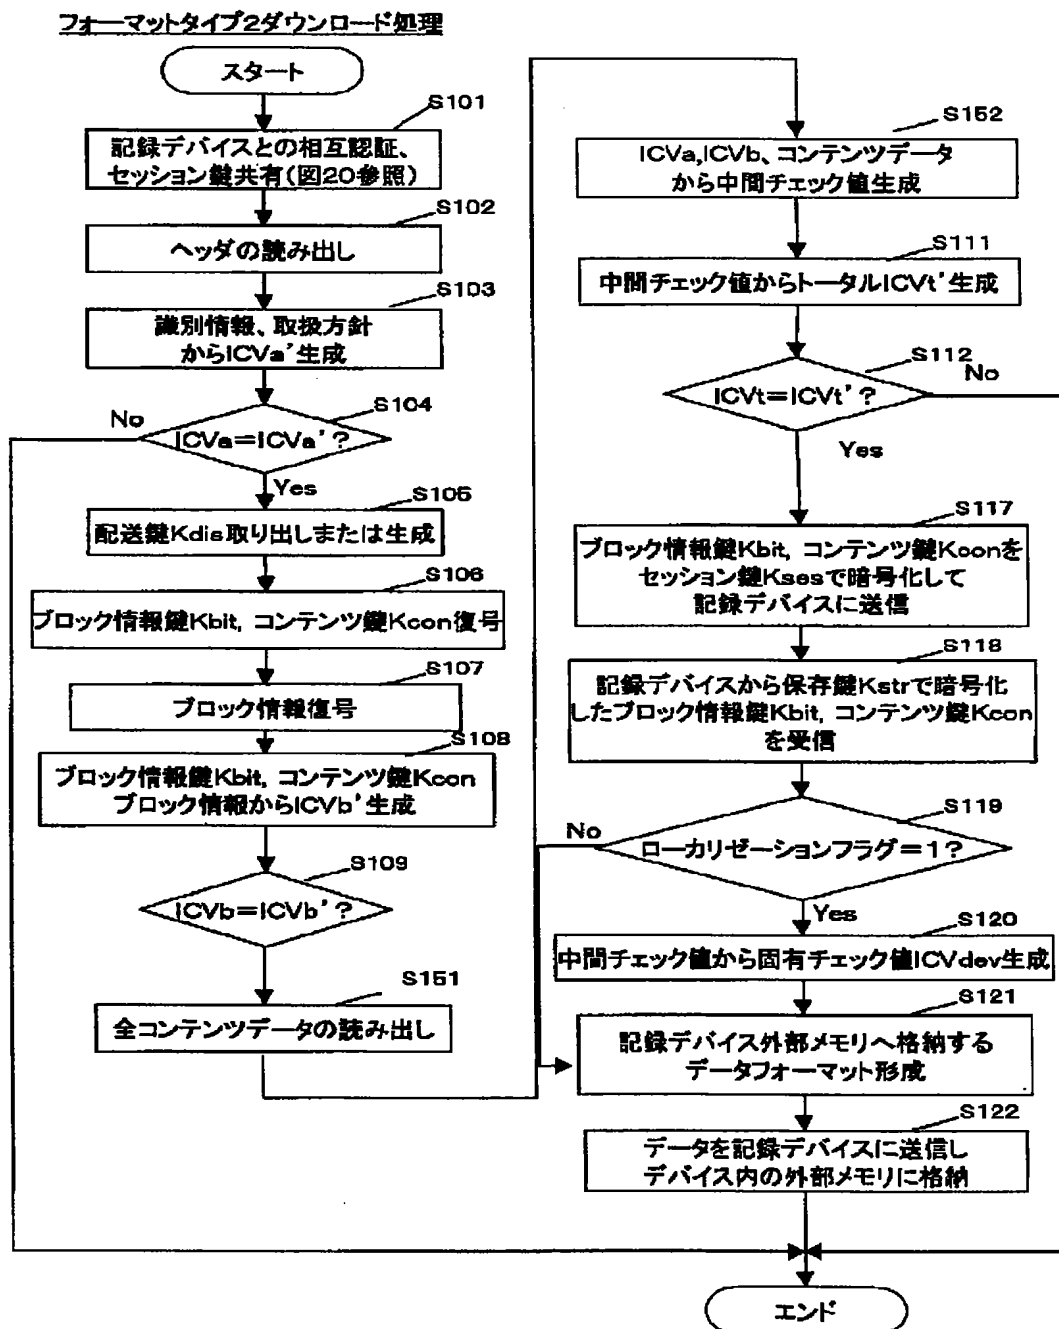 フォーマットタイプ2ダウンロード処理
スタート
S101
記録デバイスとの相互認証、
セッション鍵共有(図20参照)
S102
ヘッダの読み出し
S103
識別情報、取扱方針
からICVa'生成
S104
ICVa=ICVa'?
No
Yes
S105
配送鍵Kdis取り出しまたは生成
S106
ブロック情報鍵Kbit, コンテンツ鍵Kcon復号
S107
ブロック情報復号
S108
ブロック情報鍵Kbit, コンテンツ鍵Kcon
ブロック情報からICVb'生成
S109
ICVb=ICVb'?
S151
全コンテンツデータの読み出し
S152
ICVa,ICVb、コンテンツデータ
から中間チェック値生成
S111
中間チェック値からトータルICVt'生成
S112
ICVt=ICVt'?
No
Yes
S117
ブロック情報鍵Kbit, コンテンツ鍵Kconを
セッション鍵Ksesで暗号化して
記録デバイスに送信
S118
記録デバイスから保存鍵Kstrで暗号化
したブロック情報鍵Kbit, コンテンツ鍵Kcon
を受信
S119
ローカリゼーションフラグ=1?
No
Yes
S120
中間チェック値から固有チェック値ICVdev生成
S121
記録デバイス外部メモリへ格納する
データフォーマット形成
S122
データを記録デバイスに送信し
デバイス内の外部メモリに格納
エンド